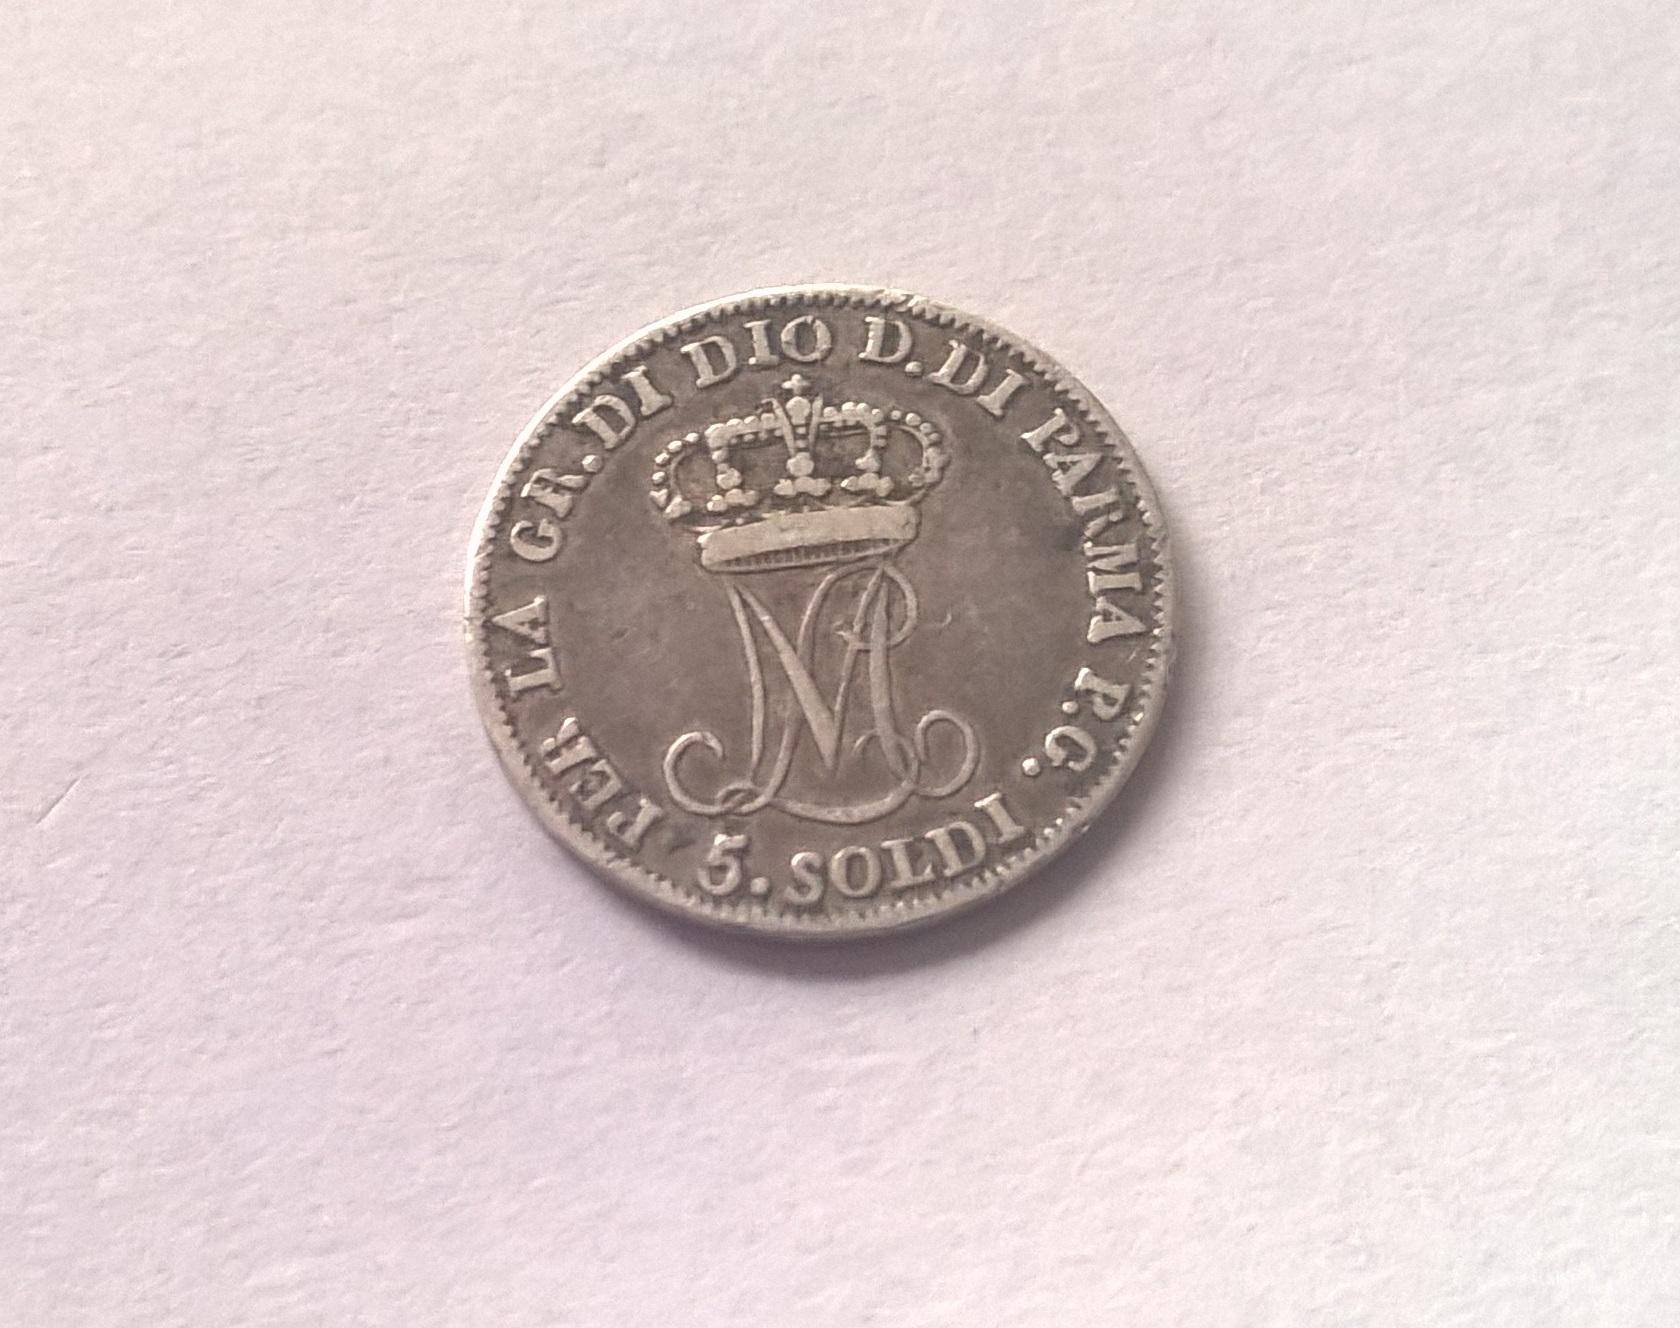 PER LA GR. DI DIO D. DI PARMA P. G.
5. SOLDI